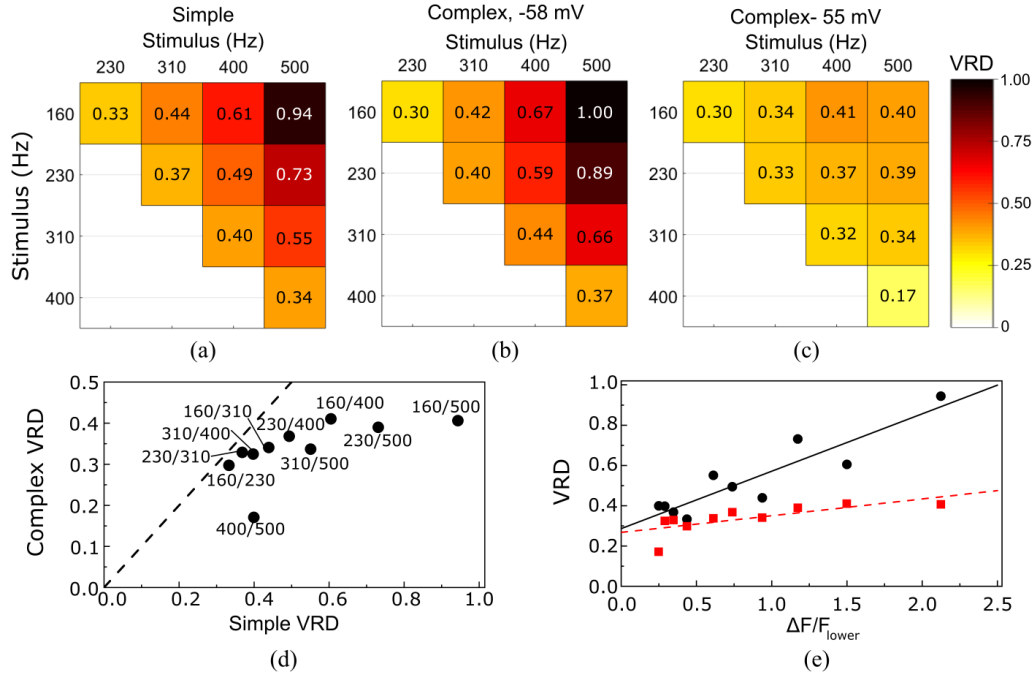 Simple
Stimulus (Hz)
230 310 400 500
Complex, -58 mV
Stimulus (Hz)
230 310 400 500
Complex- 55 mV
Stimulus (Hz)
230 310 400 500
VRD
Stimulus (Hz)
160 0.33 0.44 0.61 0.94
230 0.37 0.49 0.73
310 0.40 0.55
400 0.34
(a)
160 0.30 0.42 0.67 1.00
230 0.40 0.59 0.89
310 0.44 0.66
400 0.37
(b)
160 0.30 0.34 0.41 0.40
230 0.33 0.37 0.39
310 0.32 0.34
400 0.17
(c)
1.00
0.75
0.50
0.25
0
Complex VRD
0.5
0.4
0.3
0.2
0.1
0.0
160/400
160/500
160/310
230/400
310/400
230/500
230/310
310/500
160/230
400/500
0.0 0.2 0.4 0.6 0.8 1.0
Simple VRD
(d)
VRD
1.0
0.8
0.6
0.4
0.2
0.0
0.0 0.5 1.0 1.5 2.0 2.5
ΔF/Flower
(e)